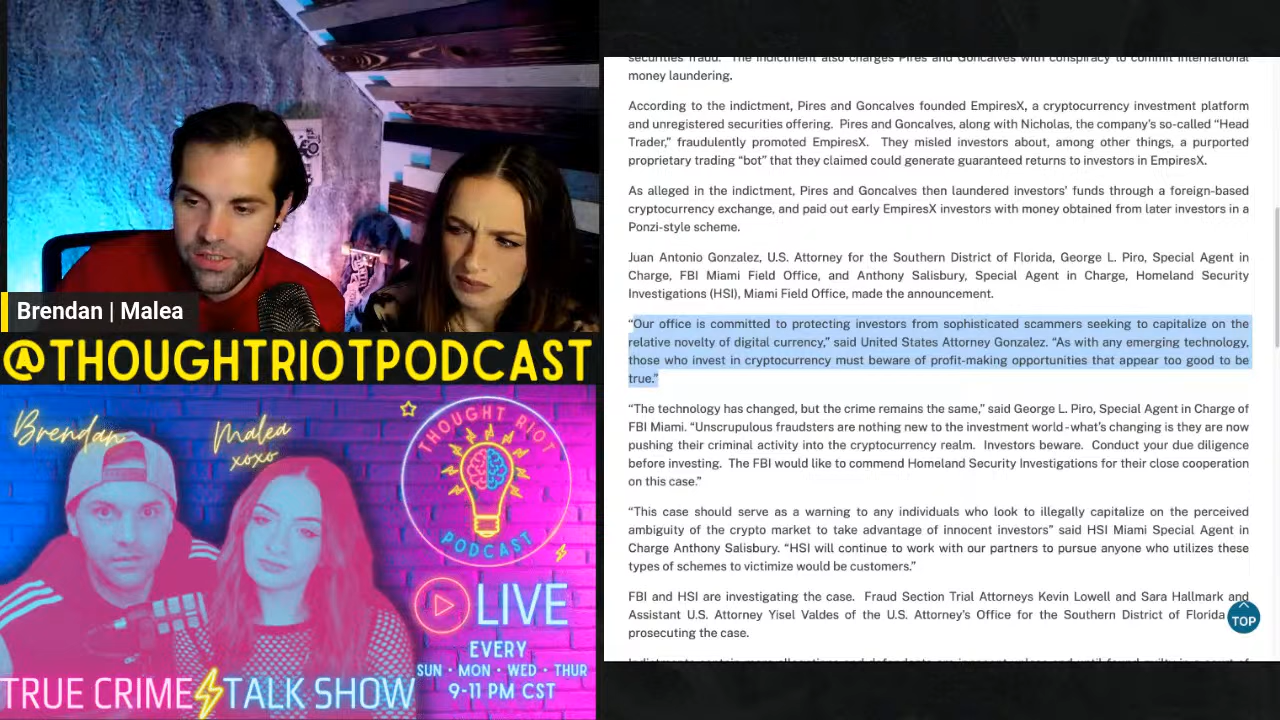 Brendan | Malea
@THOUGHTRIOTPODCAST
Brendan
Malea
xoxo
THOUGHT RIOT
PODCAST
LIVE
EVERY
SUN • MON • WED • THUR
9-11 PM CST
TRUE CRIME TALK SHOW
securities fraud. The indictment also charges Pires and Goncalves with conspiracy to commit international
money laundering.
According to the indictment, Pires and Goncalves founded EmpiresX, a cryptocurrency investment platform
and unregistered securities offering. Pires and Goncalves, along with Nicholas, the company’s so-called “Head
Trader,” fraudulently promoted EmpiresX. They misled investors about, among other things, a purported
proprietary trading “bot” that they claimed could generate guaranteed returns to investors in EmpiresX.
As alleged in the indictment, Pires and Goncalves then laundered investors’ funds through a foreign-based
cryptocurrency exchange, and paid out early EmpiresX investors with money obtained from later investors in a
Ponzi-style scheme.
Juan Antonio Gonzalez, U.S. Attorney for the Southern District of Florida, George L. Piro, Special Agent in
Charge, FBI Miami Field Office, and Anthony Salisbury, Special Agent in Charge, Homeland Security
Investigations (HSI), Miami Field Office, made the announcement.
“Our office is committed to protecting investors from sophisticated scammers seeking to capitalize on the
relative novelty of digital currency,” said United States Attorney Gonzalez. “As with any emerging technology,
those who invest in cryptocurrency must beware of profit-making opportunities that appear too good to be
true.”
“The technology has changed, but the crime remains the same,” said George L. Piro, Special Agent in Charge of
FBI Miami. “Unscrupulous fraudsters are nothing new to the investment world - what’s changing is they are now
pushing their criminal activity into the cryptocurrency realm. Investors beware. Conduct your due diligence
before investing. The FBI would like to commend Homeland Security Investigations for their close cooperation
on this case.”
“This case should serve as a warning to any individuals who look to illegally capitalize on the perceived
ambiguity of the crypto market to take advantage of innocent investors” said HSI Miami Special Agent in
Charge Anthony Salisbury. “HSI will continue to work with our partners to pursue anyone who utilizes these
types of schemes to victimize would be customers.”
FBI and HSI are investigating the case. Fraud Section Trial Attorneys Kevin Lowell and Sara Hallmark and
Assistant U.S. Attorney Yisel Valdes of the U.S. Attorney’s Office for the Southern District of Florida
prosecuting the case.
TOP